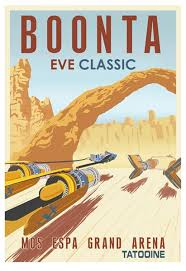 BOONTA
EVE CLASSIC
MOS ESPA GRAND ARENA
TATOOINE